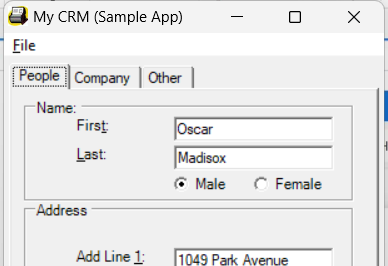 My CRM (Sample App)
File
People Company Other
Name:
First: Oscar
Last: Madisox
Male Female
Address
Add Line 1: 1049 Park Avenue